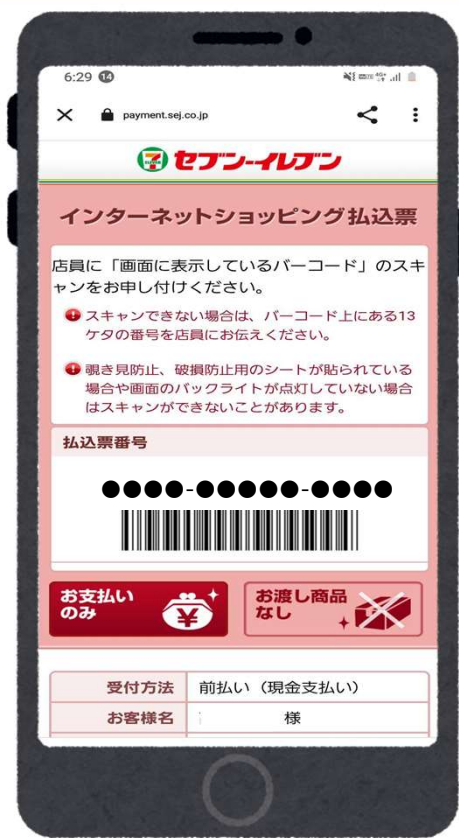 6:29 14
payment.sej.co.jp
セブン-イレブン
インターネットショッピング払込票
店員に「画面に表示しているバーコード」のスキ
ャンをお申し付けください。
スキャンできない場合は、バーコード上にある13
ケタの番号を店員にお伝えください。
覗き見防止、破損防止用のシートが貼られている
場合や画面のバックライトが点灯していない場合
はスキャンができないことがあります。
払込票番号
●●●●-●●●●●-●●●●
お支払い
のみ
¥
お渡し商品
なし
受付方法 前払い（現金支払い）
お客様名 様